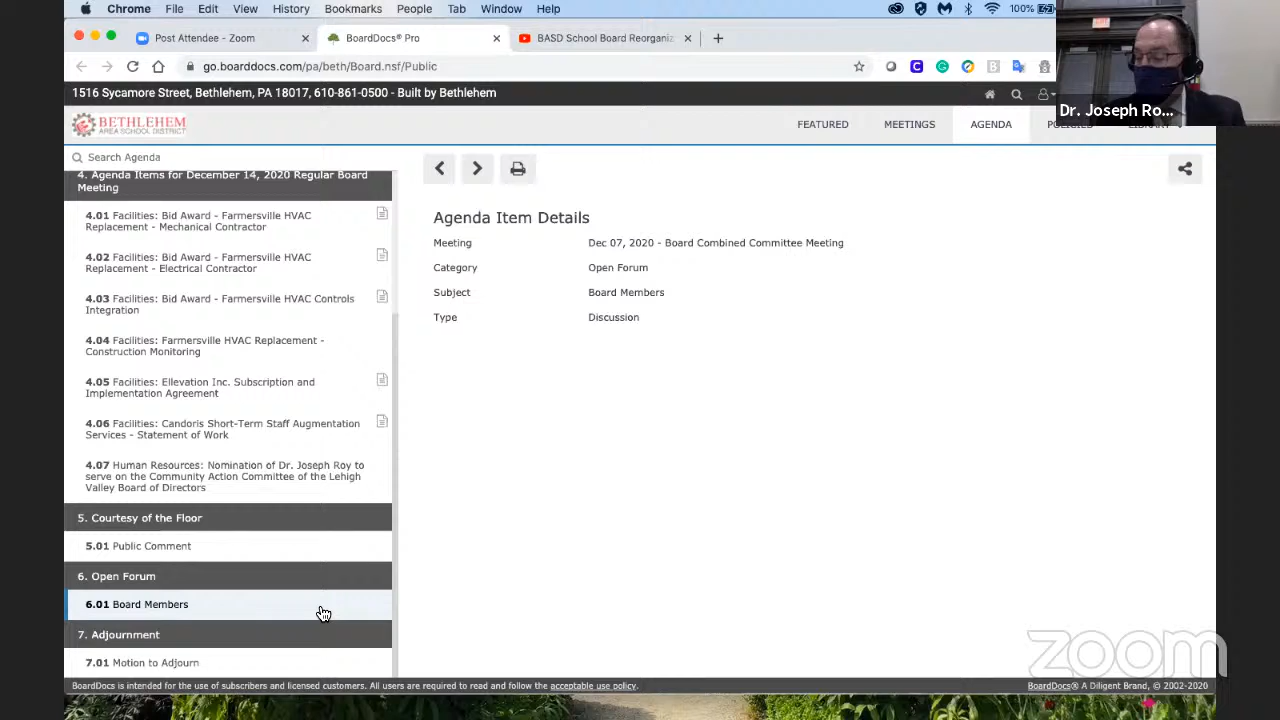 Chrome File Edit View History Bookmarks People Tab Window Help 100%
Post Attendee - Zoom
BoardDocs® Pro
BASD School Board Reorganiz
go.boarddocs.com/pa/beth/Board.nsf/Public
Dr. Joseph Ro...
1516 Sycamore Street, Bethlehem, PA 18017, 610-861-0500 - Built by Bethlehem
BETHLEHEM
AREA SCHOOL DISTRICT
FEATURED MEETINGS AGENDA
Search Agenda
4. Agenda Items for December 14, 2020 Regular Board
Meeting
4.01 Facilities: Bid Award - Farmersville HVAC
Replacement - Mechanical Contractor
4.02 Facilities: Bid Award - Farmersville HVAC
Replacement - Electrical Contractor
4.03 Facilities: Bid Award - Farmersville HVAC Controls
Integration
4.04 Facilities: Farmersville HVAC Replacement -
Construction Monitoring
4.05 Facilities: Ellevation Inc. Subscription and
Implementation Agreement
4.06 Facilities: Candoris Short-Term Staff Augmentation
Services - Statement of Work
4.07 Human Resources: Nomination of Dr. Joseph Roy to
serve on the Community Action Committee of the Lehigh
Valley Board of Directors
5. Courtesy of the Floor
5.01 Public Comment
6. Open Forum
6.01 Board Members
7. Adjournment
7.01 Motion to Adjourn
Agenda Item Details
Meeting Dec 07, 2020 - Board Combined Committee Meeting
Category Open Forum
Subject Board Members
Type Discussion
zoom
BoardDocs is intended for the use of subscribers and licensed customers. All users are required to read and follow the acceptable use policy.
BoardDocs® A Diligent Brand, © 2002-2020